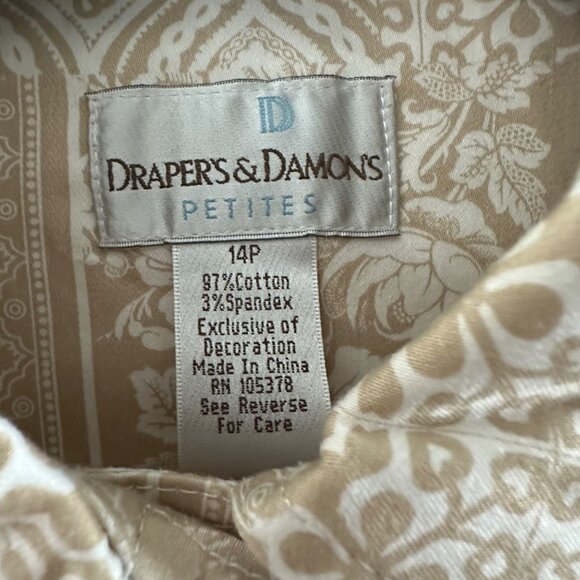 D
DRAPER'S & DAMON'S
PETITES
14P
97%Cotton
3%Spandex
Exclusive of
Decoration
Made In China
RN 105378
See Reverse
For Care